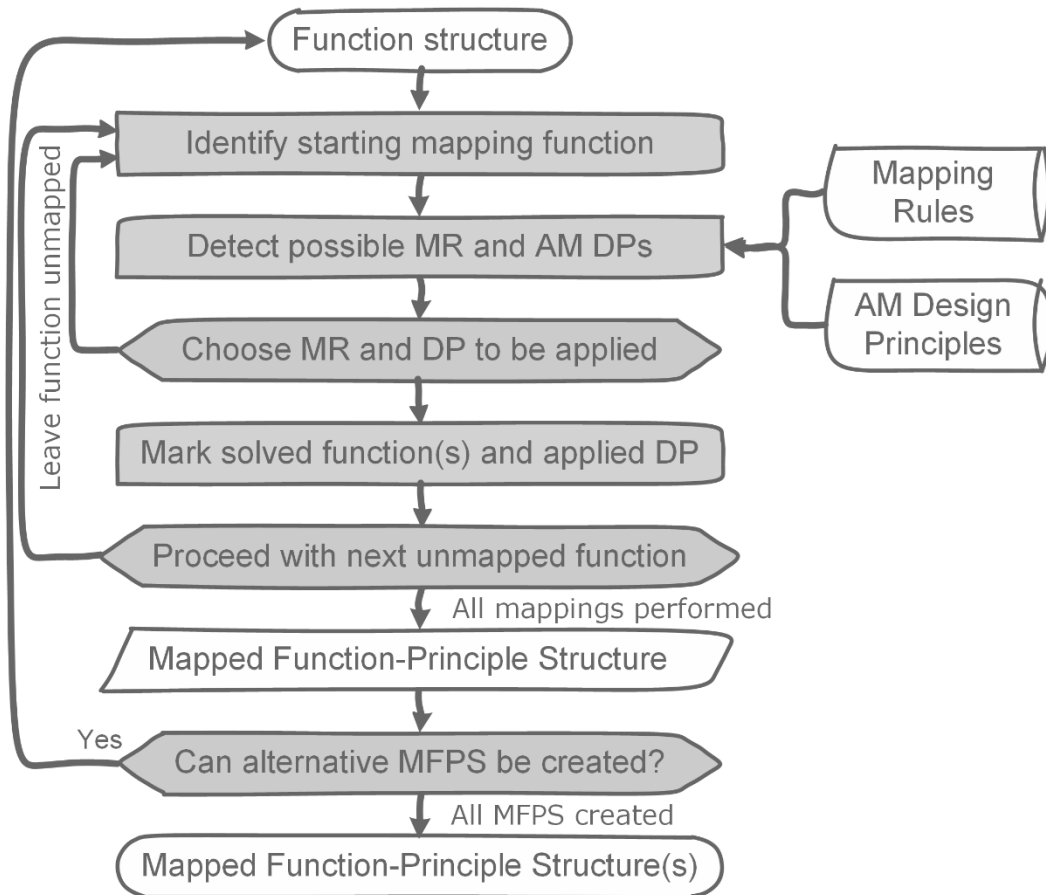 Function structure
Identify starting mapping function
Mapping
Rules
Detect possible MR and AM DPs
AM Design
Principles
Choose MR and DP to be applied
Leave function unmapped
Mark solved function(s) and applied DP
Proceed with next unmapped function
All mappings performed
Mapped Function-Principle Structure
Yes
Can alternative MFPS be created?
All MFPS created
Mapped Function-Principle Structure(s)